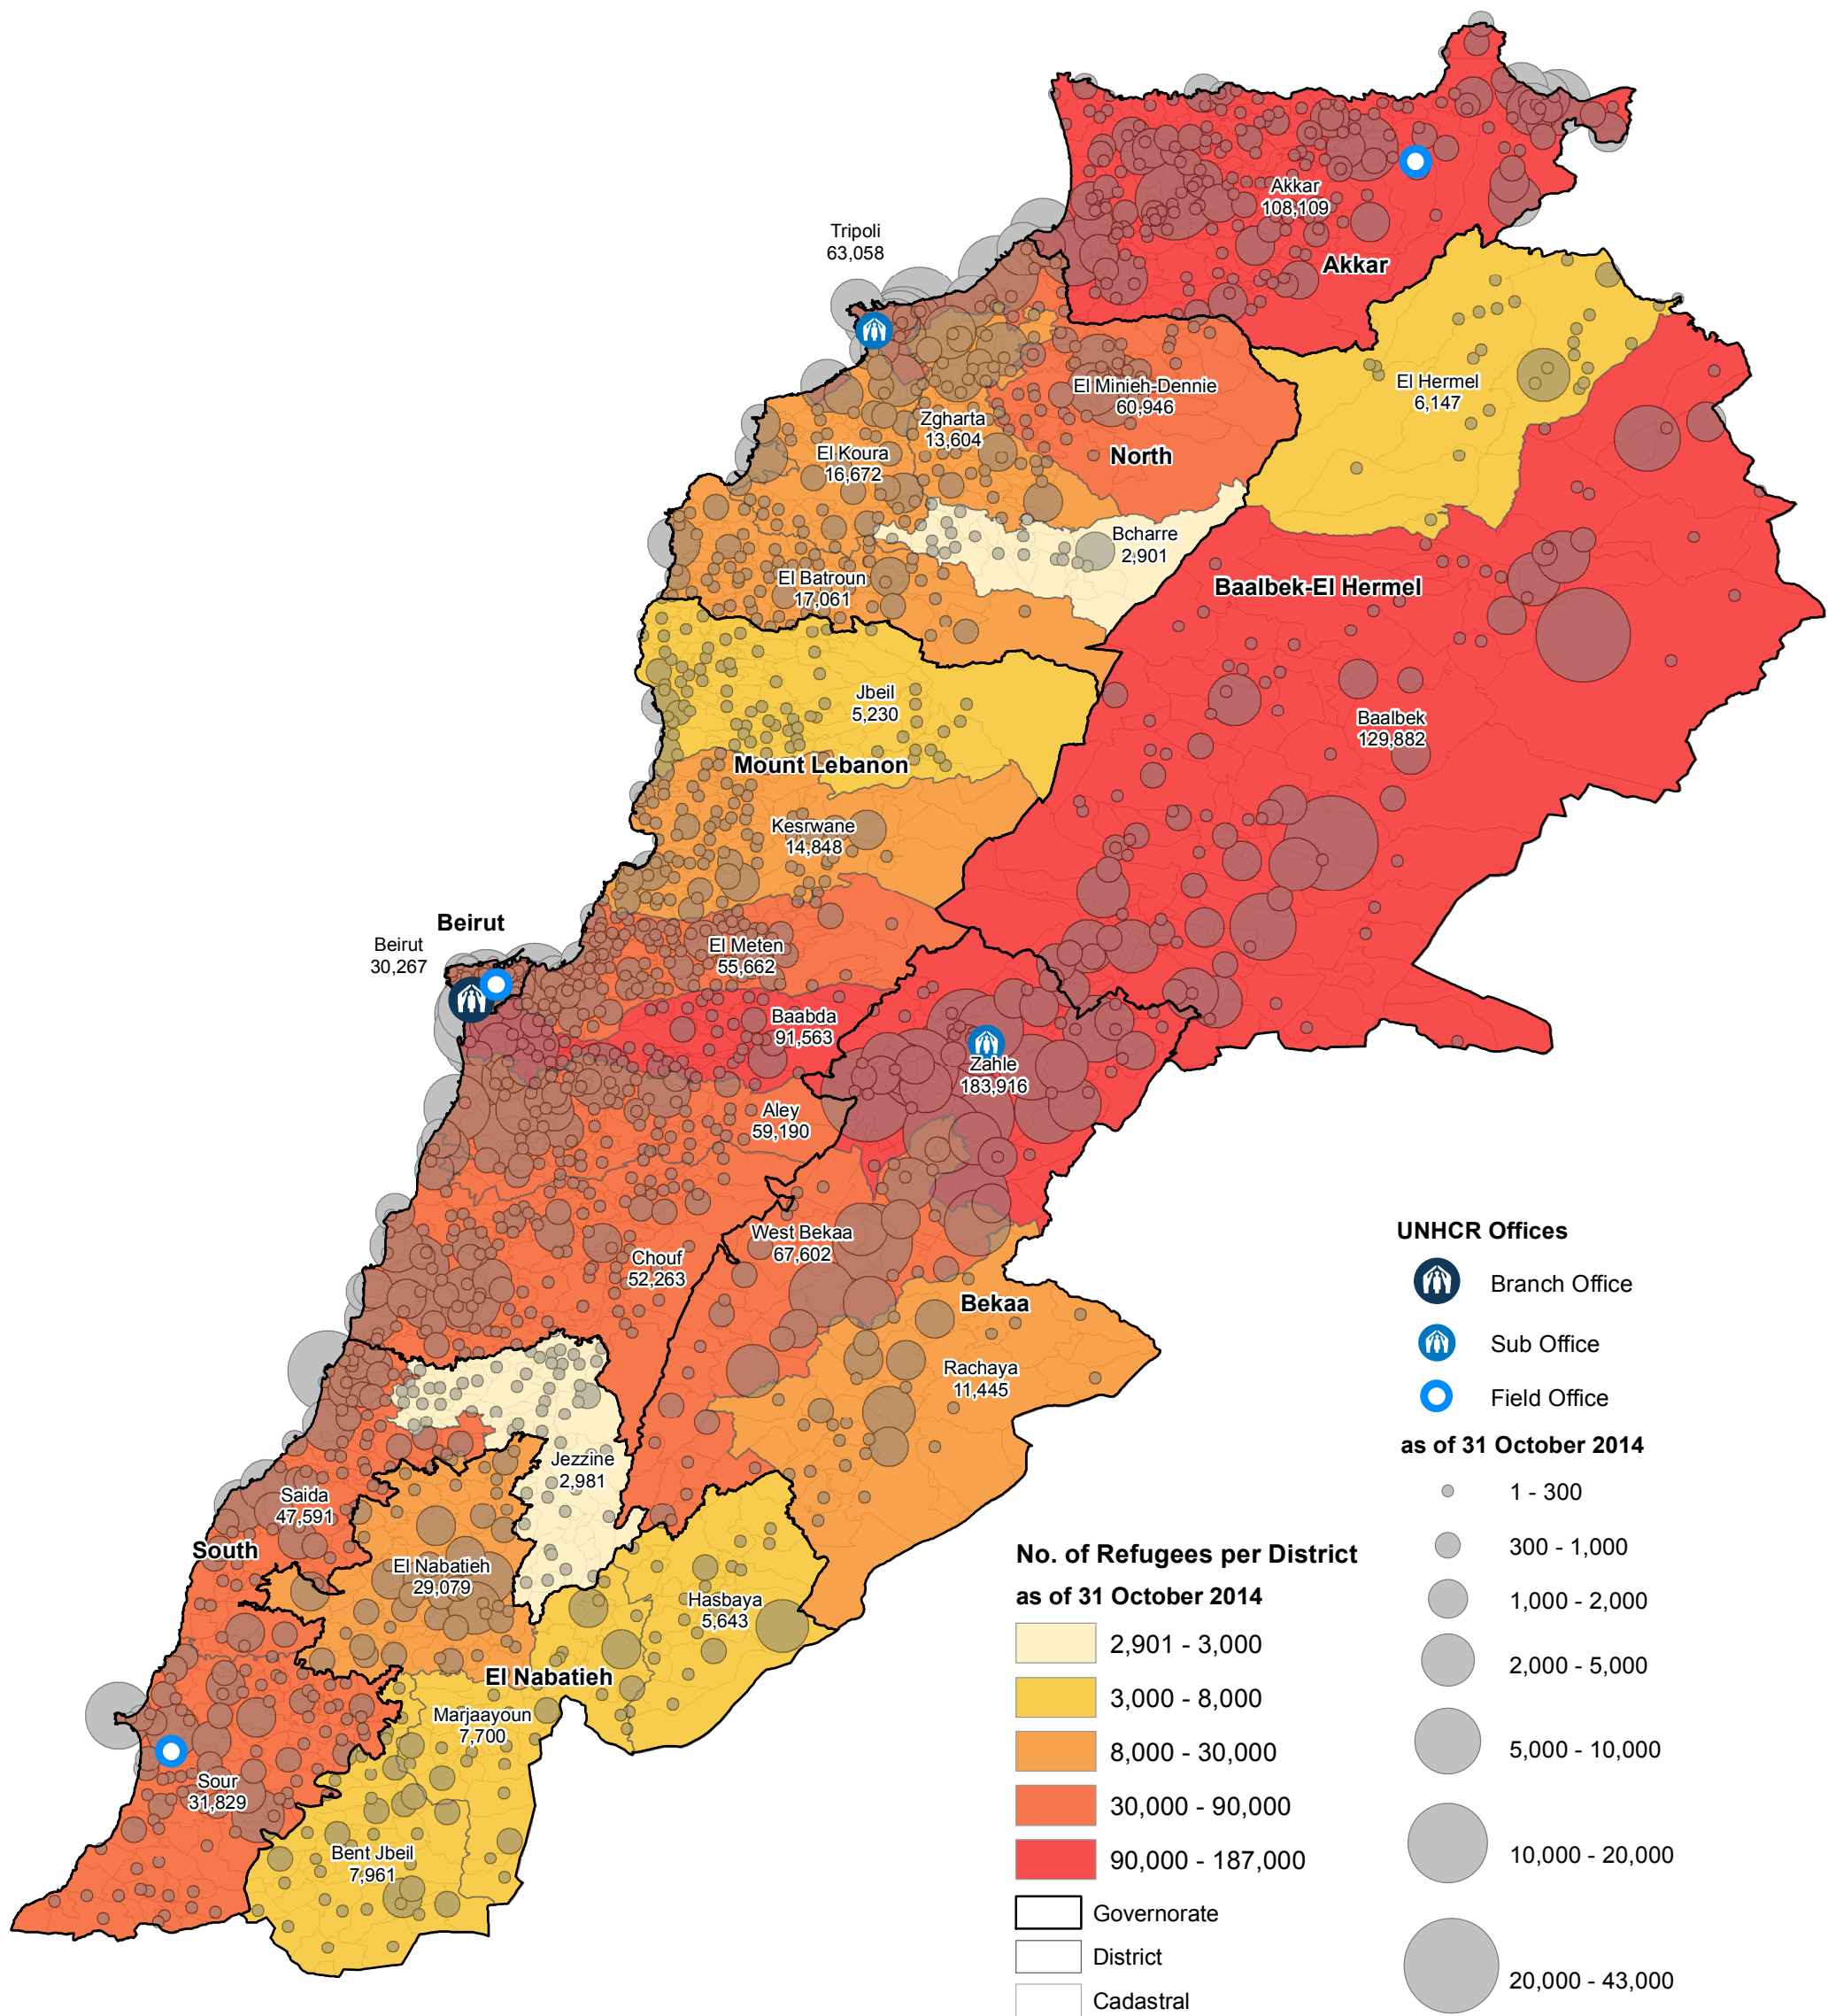 Akkar
108,109
Akkar
Tripoli
63,058
El Hermel
6,147
El Minieh-Dennie
60,946
Zgharta
13,604
North
El Koura
16,672
Bcharre
2,901
El Batroun
17,061
Baalbek-El Hermel
Jbeil
5,230
Baalbek
129,882
Mount Lebanon
Kesrwane
14,848
Beirut
Beirut
30,267
El Meten
55,662
Baabda
91,563
Zahle
183,916
Aley
59,190
West Bekaa
67,602
Chouf
52,263
Bekaa
Rachaya
11,445
Jezzine
2,981
Saida
47,591
South
El Nabatieh
29,079
Hasbaya
5,643
El Nabatieh
Marjaayoun
7,700
Sour
31,829
Bent Jbeil
7,961
UNHCR Offices
Branch Office
Sub Office
Field Office
as of 31 October 2014
1 - 300
300 - 1,000
1,000 - 2,000
2,000 - 5,000
5,000 - 10,000
10,000 - 20,000
20,000 - 43,000
No. of Refugees per District
as of 31 October 2014
2,901 - 3,000
3,000 - 8,000
8,000 - 30,000
30,000 - 90,000
90,000 - 187,000
Governorate
District
Cadastral